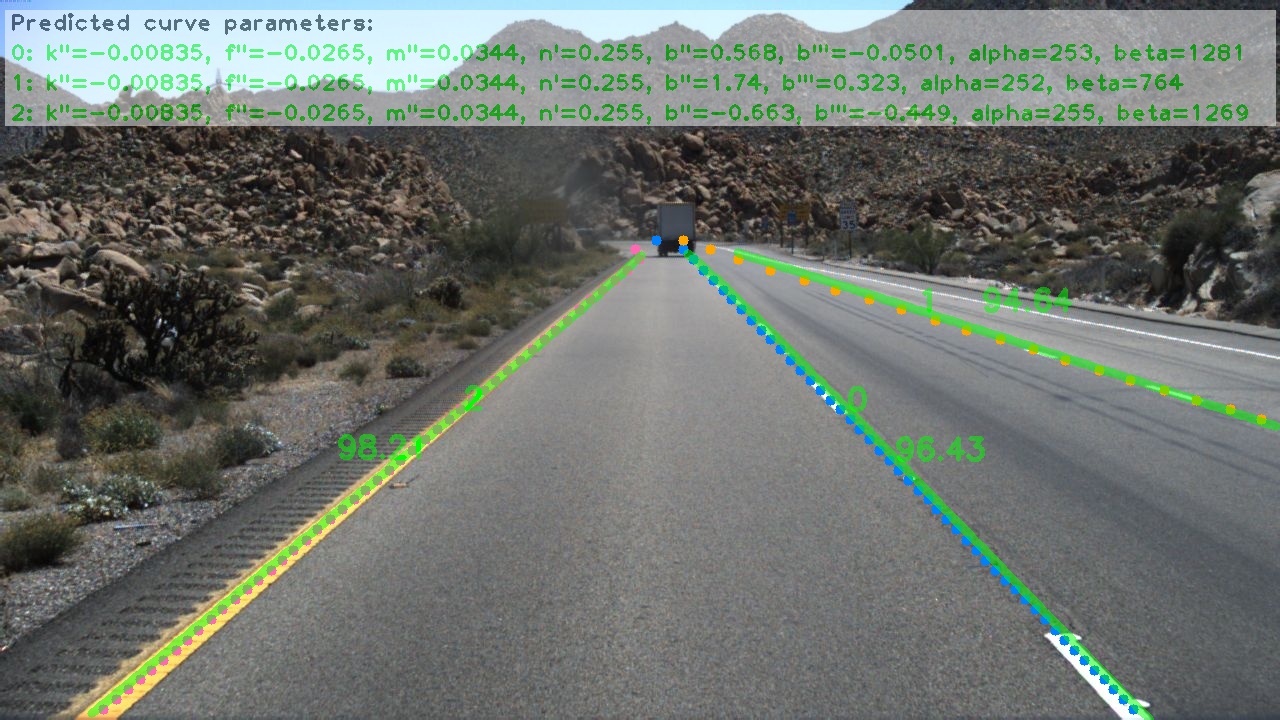 Predicted curve parameters:
0: k''=-0.00835, f''=-0.0265, m''=0.0344, n'=0.255, b''=0.568, b'''=-0.0501, alpha=253, beta=1281
1: k''=-0.00835, f''=-0.0265, m''=0.0344, n'=0.255, b''=1.74, b'''=0.323, alpha=252, beta=764
2: k''=-0.00835, f''=-0.0265, m''=0.0344, n'=0.255, b''=-0.663, b'''=-0.449, alpha=255, beta=1269
35
1 94.64
2 0
98.21 96.43